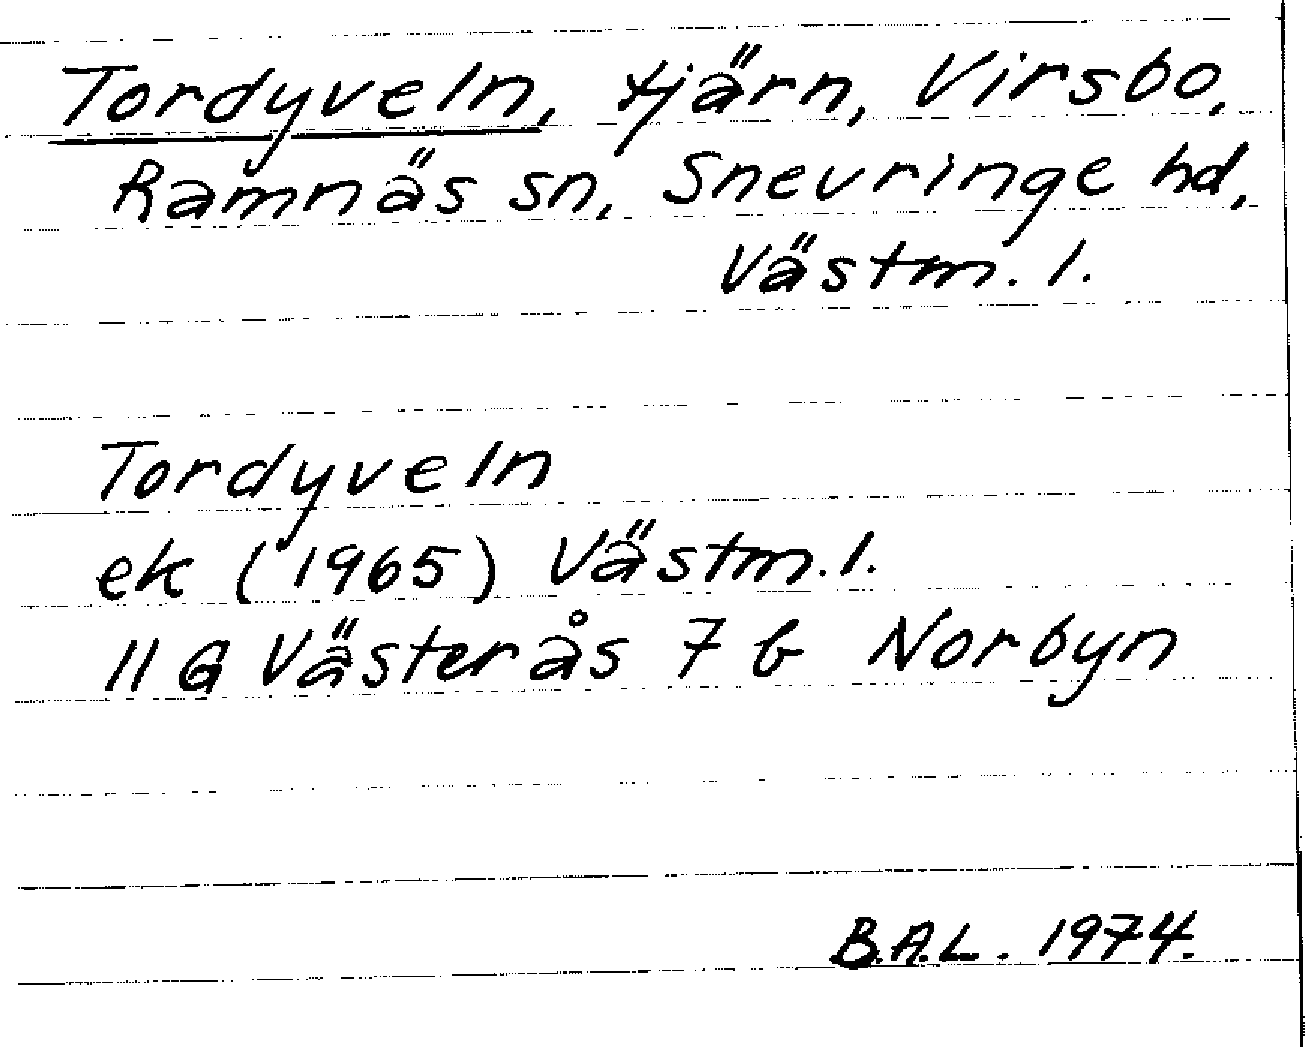 Tordyveln, tjärn, Virsbo,
Ramnäs sn, Snevringe hd,
Västm. l.
Tordyveln
ek (1965) Västm. l.
11 G Västerås 7 b Norbyn
B.A.L. 1974.